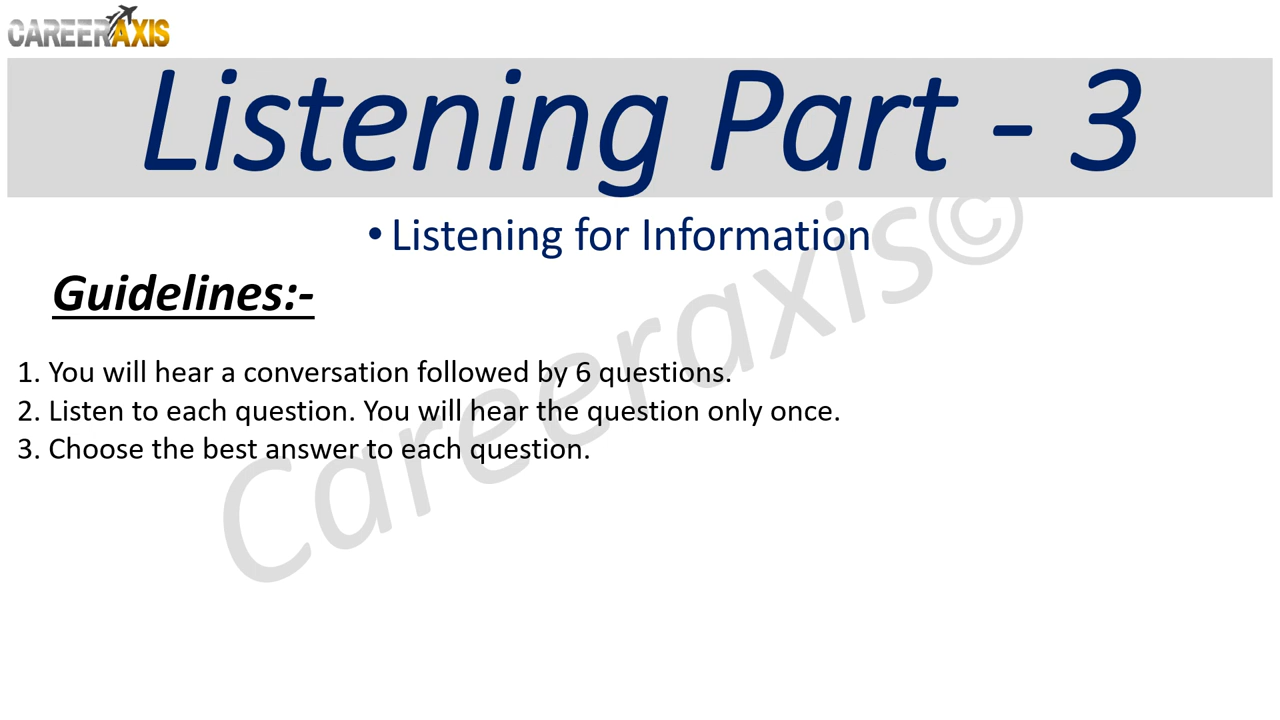 CAREERAXIS
Listening Part - 3
• Listening for Information
Guidelines:-
1. You will hear a conversation followed by 6 questions.
2. Listen to each question. You will hear the question only once.
3. Choose the best answer to each question.
Careeraxis©